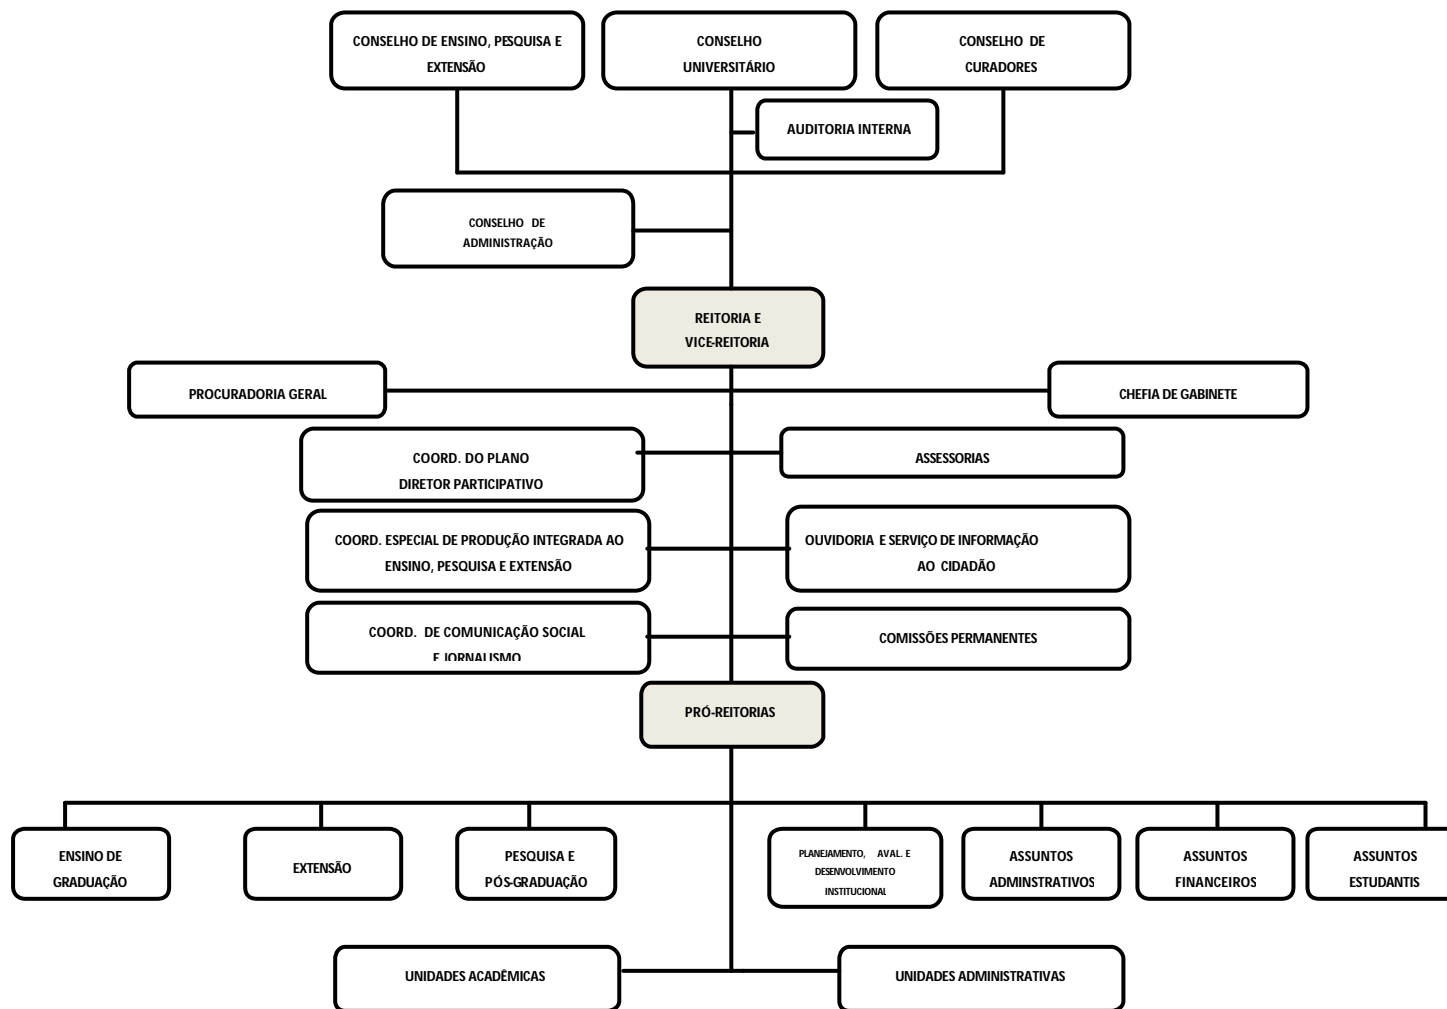 CONSELHO DE ENSINO, PESQUISA E
EXTENSÃO
CONSELHO
UNIVERSITÁRIO
CONSELHO DE
CURADORES
AUDITORIA INTERNA
CONSELHO DE
ADMINISTRAÇÃO
REITORIA E
VICE-REITORIA
PROCURADORIA GERAL
CHEFIA DE GABINETE
COORD. DO PLANO
DIRETOR PARTICIPATIVO
ASSESSORIAS
COORD. ESPECIAL DE PRODUÇÃO INTEGRADA AO
ENSINO, PESQUISA E EXTENSÃO
OUVIDORIA E SERVIÇO DE INFORMAÇÃO
AO CIDADÃO
COORD. DE COMUNICAÇÃO SOCIAL
E JORNALISMO
COMISSÕES PERMANENTES
PRÓ-REITORIAS
ENSINO DE
GRADUAÇÃO
EXTENSÃO
PESQUISA E
PÓS-GRADUAÇÃO
PLANEJAMENTO, AVAL. E
DESENVOLVIMENTO
INSTITUCIONAL
ASSUNTOS
ADMINSTRATIVOS
ASSUNTOS
FINANCEIROS
ASSUNTOS
ESTUDANTIS
UNIDADES ACADÊMICAS
UNIDADES ADMINISTRATIVAS